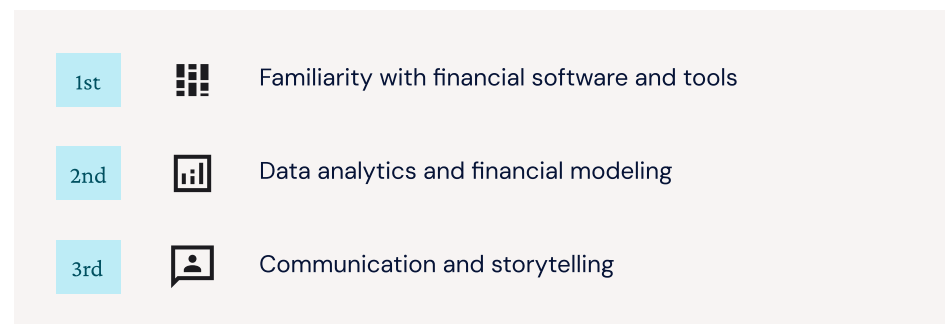 1st
Familiarity with financial software and tools
2nd
Data analytics and financial modeling
3rd
Communication and storytelling